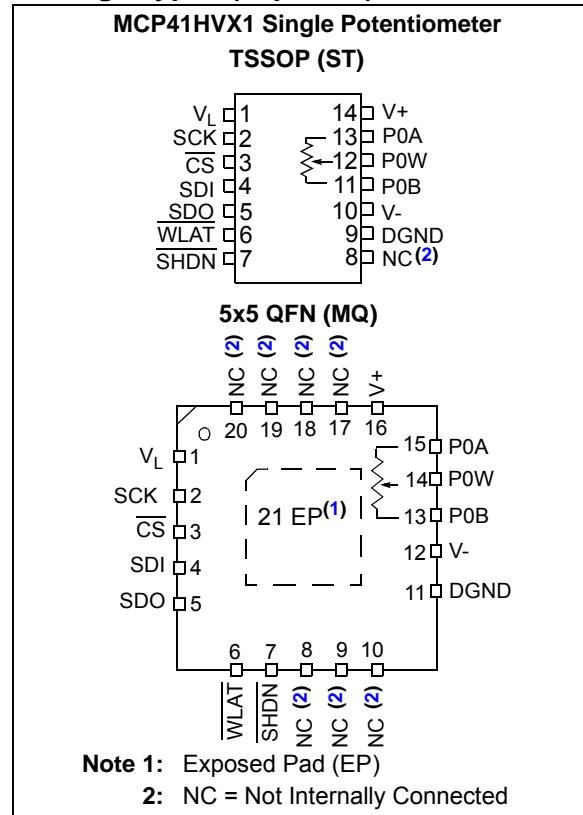 MCP41HVX1 Single Potentiometer
TSSOP (ST)
VL 1 14 V+
SCK 2 13 P0A
CS 3 12 P0W
SDI 4 11 P0B
SDO 5 10 V-
WLAT 6 9 DGND
SHDN 7 8 NC(2)
5x5 QFN (MQ)
NC (2) NC (2) NC (2) NC (2) V+
20 19 18 17 16
VL 1 15 P0A
SCK 2 14 P0W
21 EP(1)
CS 3 13 P0B
SDI 4 12 V-
SDO 5 11 DGND
6 7 8 9 10
WLAT SHDN NC (2) NC (2) NC (2)
Note 1: Exposed Pad (EP)
2: NC = Not Internally Connected